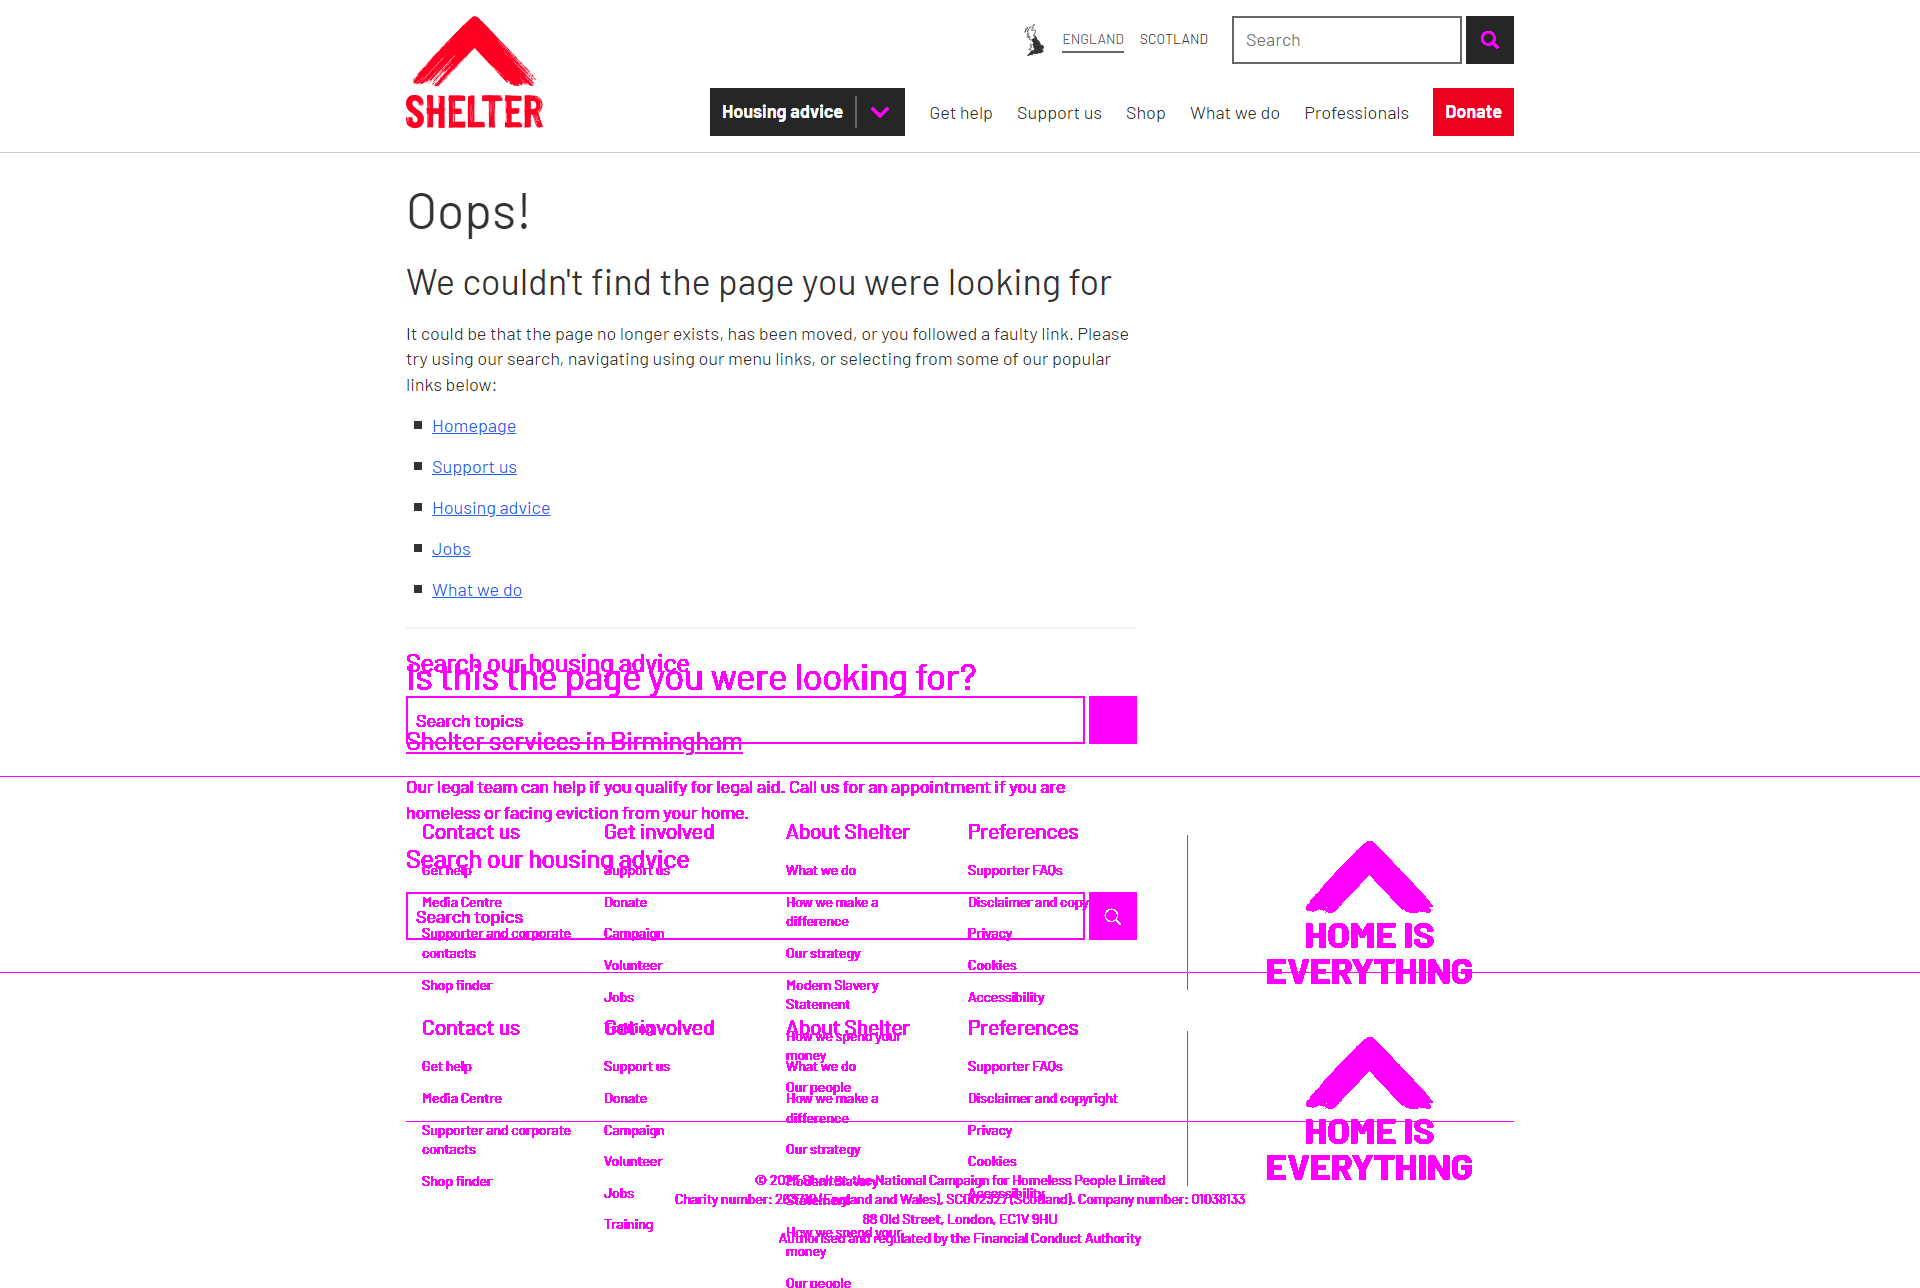 SHELTER
ENGLAND SCOTLAND Search
Housing advice Get help Support us Shop What we do Professionals Donate
Oops!
We couldn't find the page you were looking for
It could be that the page no longer exists, has been moved, or you followed a faulty link. Please
try using our search, navigating using our menu links, or selecting from some of our popular
links below:
Homepage
Support us
Housing advice
Jobs
What we do
Search our housing advice
Is this the page you were looking for?
Search topics
Shelter services in Birmingham
Our legal team can help if you qualify for legal aid. Call us for an appointment if you are
homeless or facing eviction from your home.
Contact us Get involved About Shelter Preferences
Search our housing advice
Get help Support us What we do Supporter FAQs
Media Centre Donate How we make a Disclaimer and copy
difference
Search topics
Supporter and corporate Campaign Privacy
contacts Our strategy
Volunteer Cookies
Shop finder Modern Slavery
Statement
Jobs Accessibility
HOME IS
EVERYTHING
Training
Contact us Get involved About Shelter Preferences
How we spend your
money
Get help Support us What we do Supporter FAQs
Our people
Media Centre Donate How we make a Disclaimer and copyright
difference
Supporter and corporate Campaign Privacy
contacts Our strategy
Volunteer Cookies
Shop finder
Jobs Accessibility
HOME IS
EVERYTHING
Shelter, the National Campaign for Homeless People Limited
Charity number: (England and Wales), SC002327 (Scotland). Company number: 01038133
Statement
88 Old Street, London, EC1V 9HU
Training
How we spend your
Authorised and regulated by the Financial Conduct Authority
money
Our people